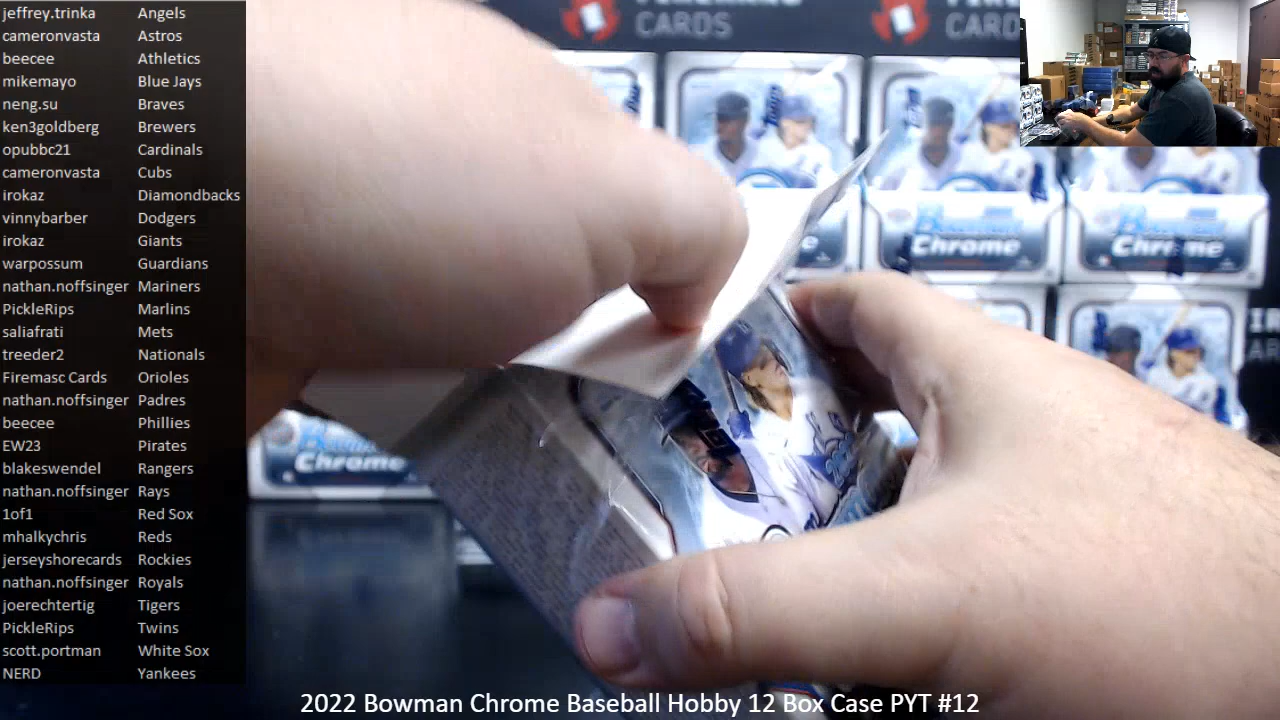 jeffrey.trinka Angels
cameronvasta Astros
beecee Athletics
mikemayo Blue Jays
neng.su Braves
ken3goldberg Brewers
opubbc21 Cardinals
cameronvasta Cubs
irokaz Diamondbacks
vinnybarber Dodgers
irokaz Giants
warpossum Guardians
nathan.noffsinger Mariners
PickleRips Marlins
saliafrati Mets
treeder2 Nationals
Firemasc Cards Orioles
nathan.noffsinger Padres
beecee Phillies
EW23 Pirates
blakeswendel Rangers
nathan.noffsinger Rays
1of1 Red Sox
mhalkychris Reds
jerseyshorecards Rockies
nathan.noffsinger Royals
joerechtertig Tigers
PickleRips Twins
scott.portman White Sox
NERD Yankees
CARDS
CARD
Bowman
Chrome
Bowman
Chrome
Bowman
Chrome
2022 Bowman Chrome Baseball Hobby 12 Box Case PYT #12